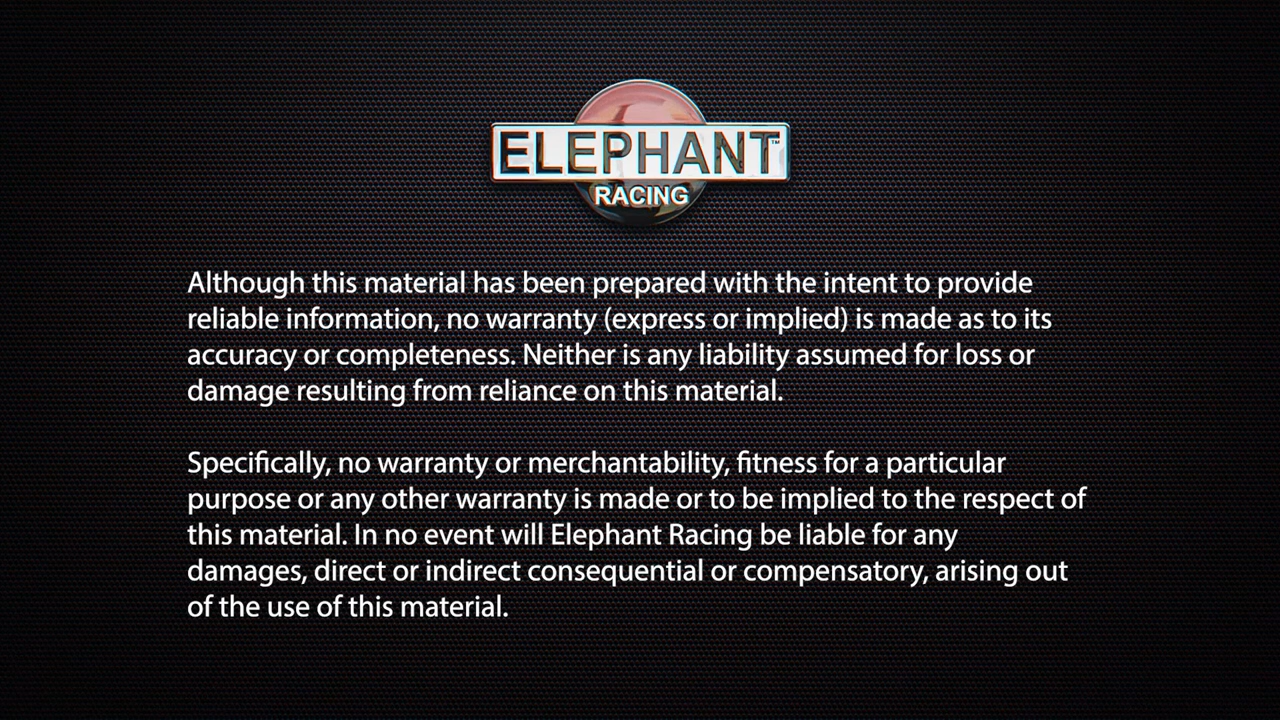 ELEPHANT™
RACING
Although this material has been prepared with the intent to provide
reliable information, no warranty (express or implied) is made as to its
accuracy or completeness. Neither is any liability assumed for loss or
damage resulting from reliance on this material.
Specifically, no warranty or merchantability, fitness for a particular
purpose or any other warranty is made or to be implied to the respect of
this material. In no event will Elephant Racing be liable for any
damages, direct or indirect consequential or compensatory, arising out
of the use of this material.